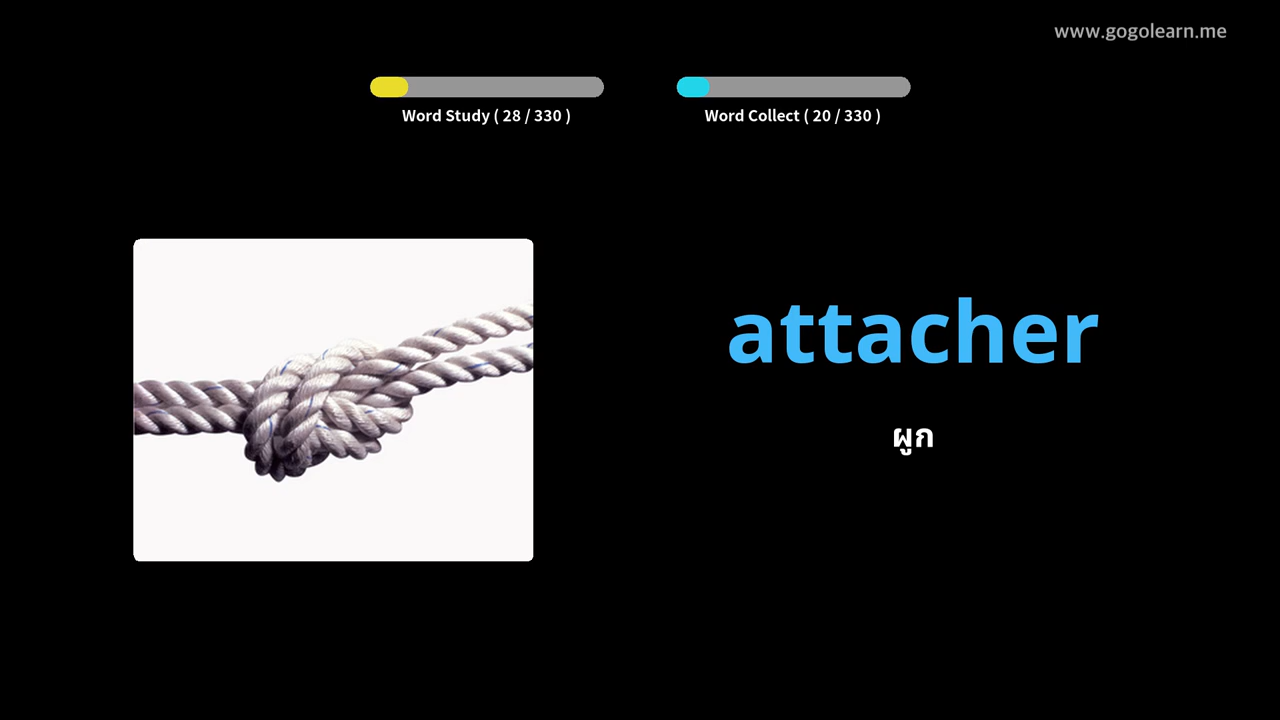 www.gogolearn.me
Word Study ( 28 / 330 )
Word Collect ( 20 / 330 )
attacher
ผูก